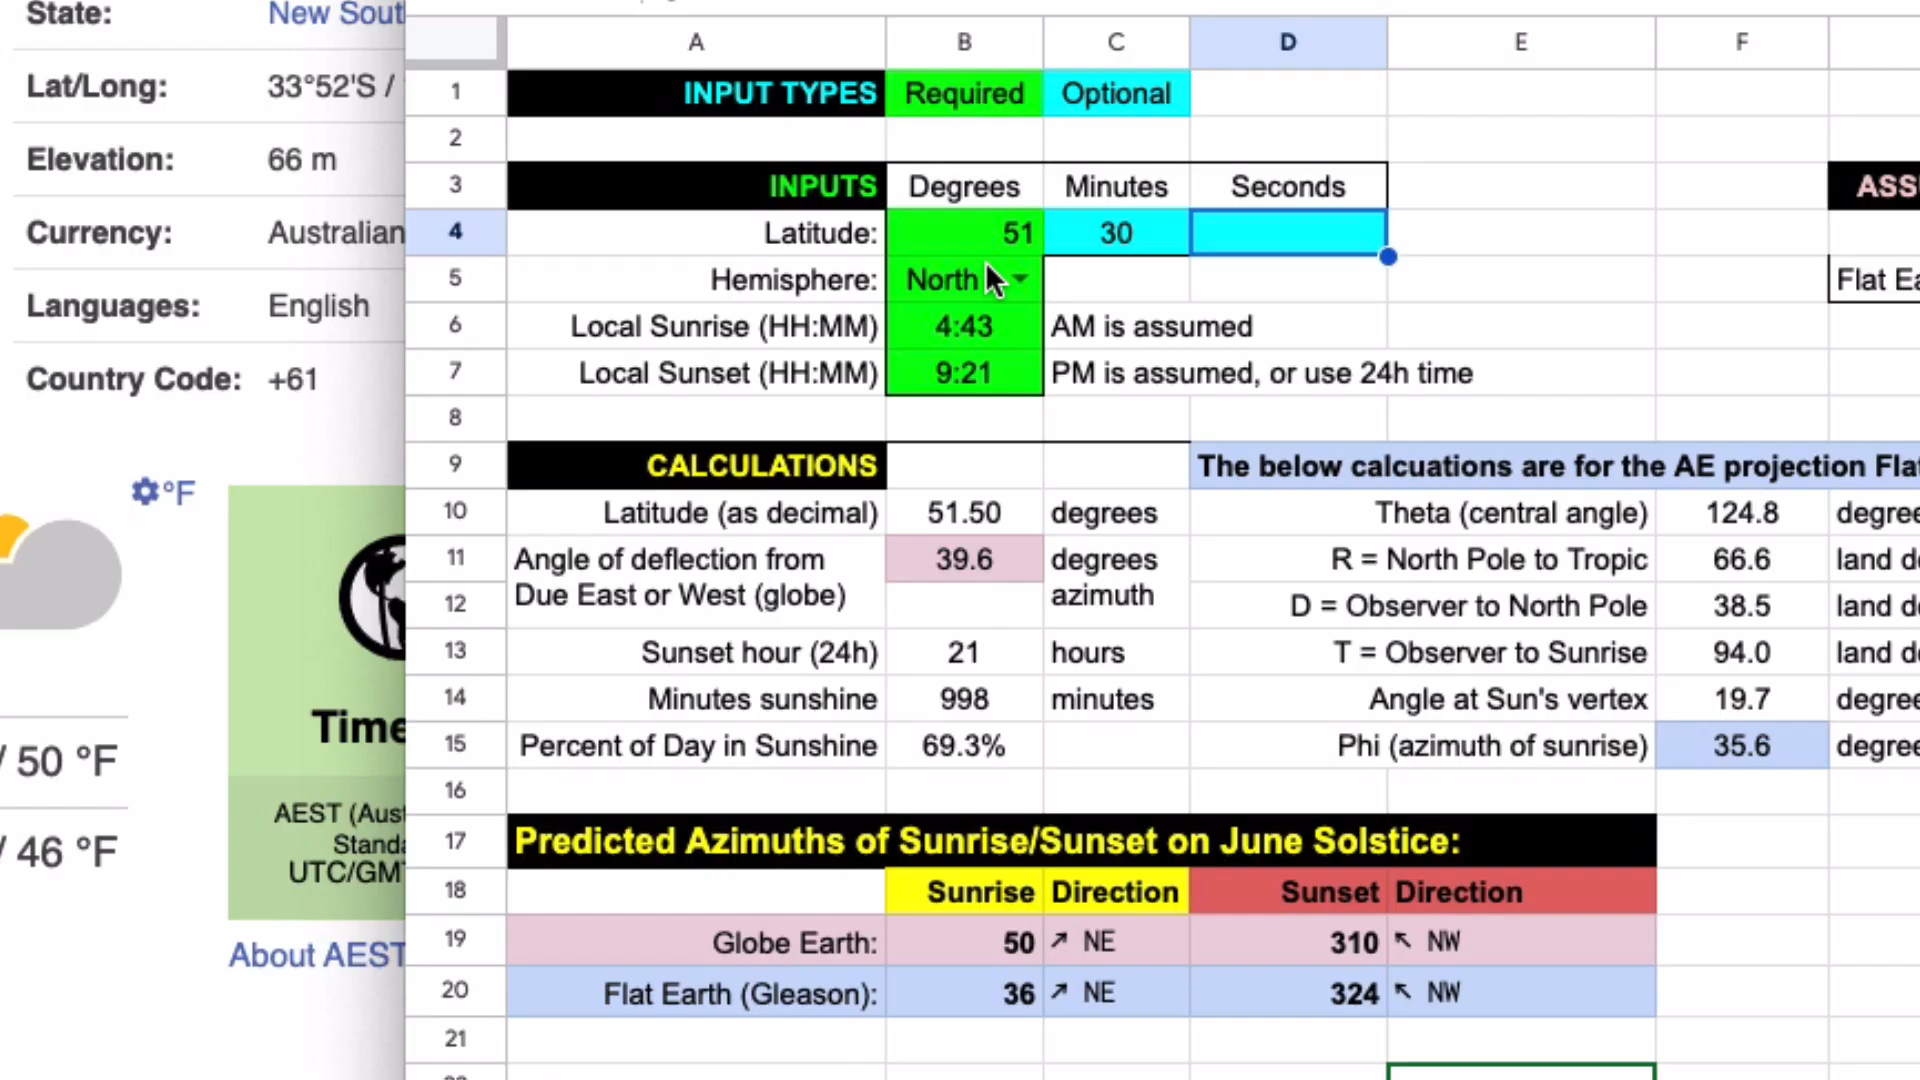 State: New Sout
Lat/Long: 33°52'S /
Elevation: 66 m
Currency: Australian
Languages: English
Country Code: +61
°F
/ 50 °F
/ 46 °F
Time
AEST (Aust
Standa
UTC/GMT
About AEST
A B C D E F
1 INPUT TYPES Required Optional
2
3 INPUTS Degrees Minutes Seconds ASS
4 Latitude: 51 30
5 Hemisphere: North Flat Ea
6 Local Sunrise (HH:MM) 4:43 AM is assumed
7 Local Sunset (HH:MM) 9:21 PM is assumed, or use 24h time
8
9 CALCULATIONS The below calcuations are for the AE projection Flat
10 Latitude (as decimal) 51.50 degrees Theta (central angle) 124.8 degree
11 Angle of deflection from 39.6 degrees R = North Pole to Tropic 66.6 land de
12 Due East or West (globe) azimuth D = Observer to North Pole 38.5 land de
13 Sunset hour (24h) 21 hours T = Observer to Sunrise 94.0 land de
14 Minutes sunshine 998 minutes Angle at Sun's vertex 19.7 degree
15 Percent of Day in Sunshine 69.3% Phi (azimuth of sunrise) 35.6 degree
16
17 Predicted Azimuths of Sunrise/Sunset on June Solstice:
18 Sunrise Direction Sunset Direction
19 Globe Earth: 50 ↗ NE 310 ↖ NW
20 Flat Earth (Gleason): 36 ↗ NE 324 ↖ NW
21